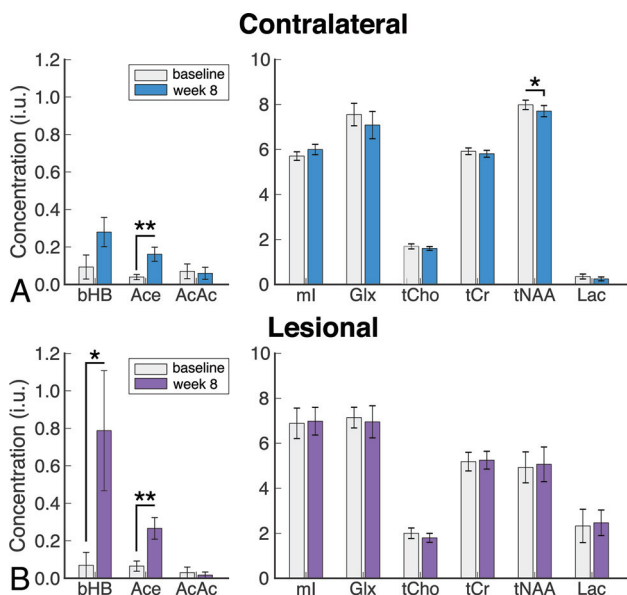 Contralateral
1.2
1.0
0.8
0.6
0.4
0.2
0.0
Concentration (i.u.)
baseline
week 8
**
bHB Ace AcAc
A
10
8
6
4
2
0
*
mI Glx tCho tCr tNAA Lac
Lesional
1.2
1.0
0.8
0.6
0.4
0.2
0.0
Concentration (i.u.)
*
baseline
week 8
**
bHB Ace AcAc
B
10
8
6
4
2
0
mI Glx tCho tCr tNAA Lac